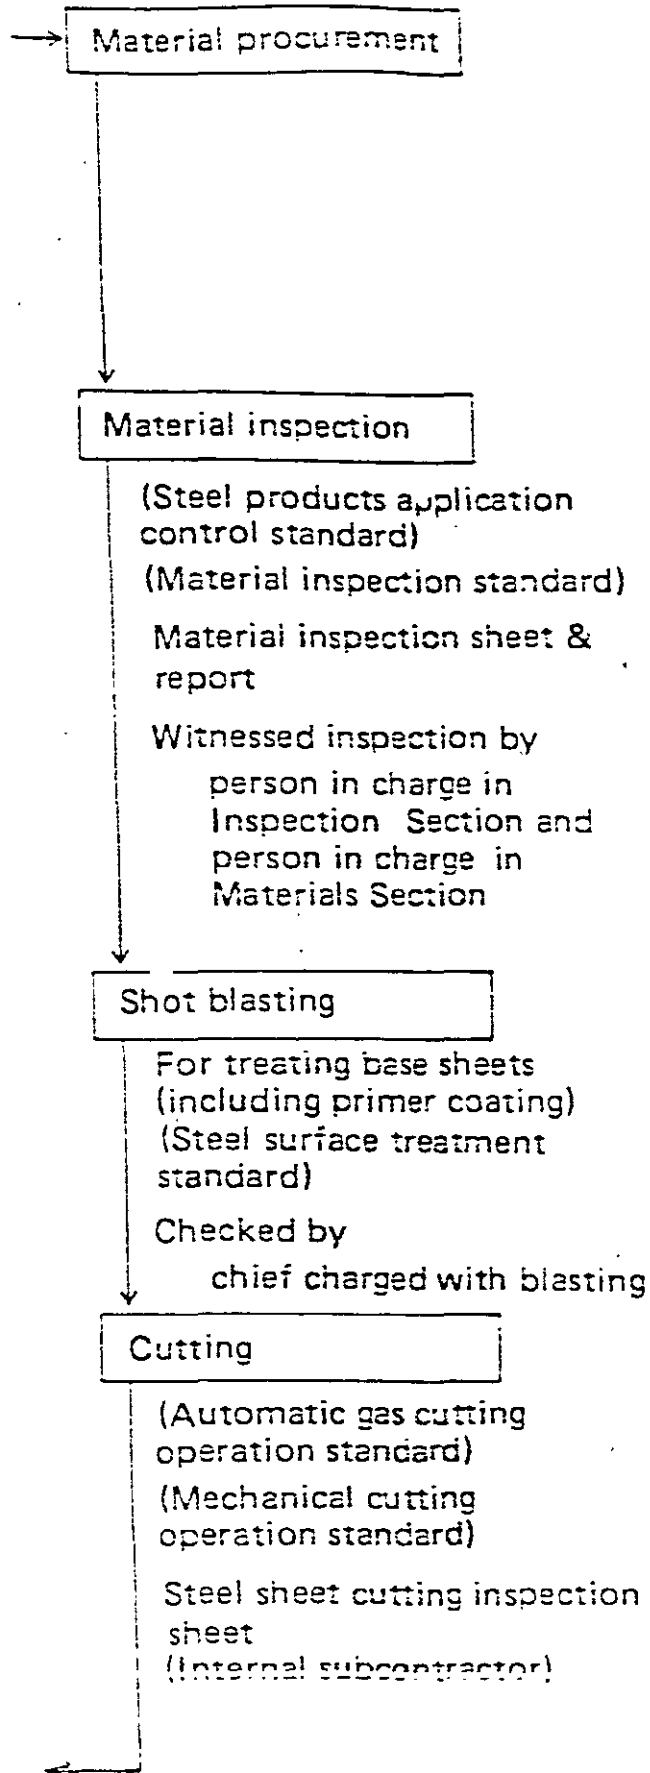 Material procurement
Material inspection
(Steel products application
control standard)
(Material inspection standard)
Material inspection sheet &
report
Witnessed inspection by
person in charge in
Inspection Section and
person in charge in
Materials Section
Shot blasting
For treating base sheets
(including primer coating)
(Steel surface treatment
standard)
Checked by
chief charged with blasting
Cutting
(Automatic gas cutting
operation standard)
(Mechanical cutting
operation standard)
Steel sheet cutting inspection
sheet
(Internal subcontractor)